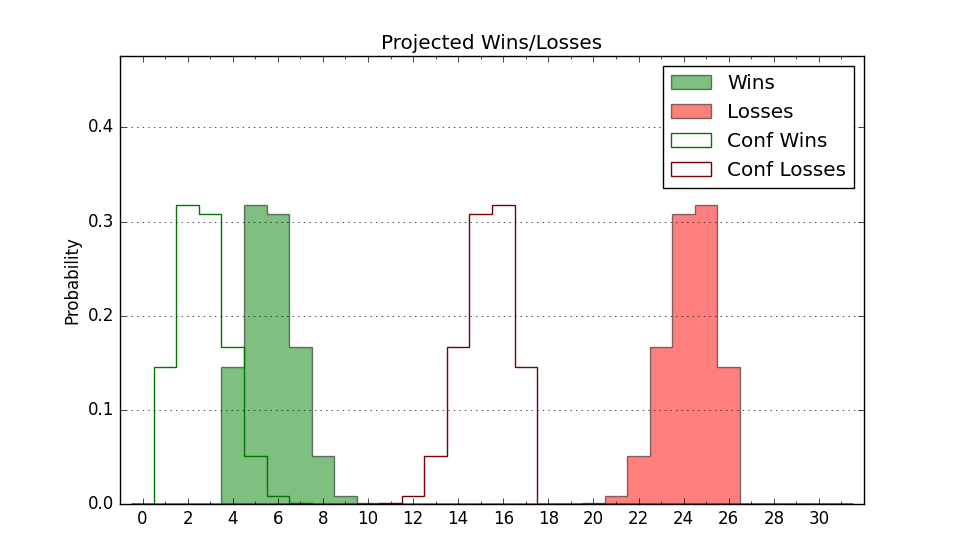 Projected Wins/Losses
Wins
Losses
Conf Wins
Conf Losses
Probability
0.4
0.3
0.2
0.1
0.0
0 2 4 6 8 10 12 14 16 18 20 22 24 26 28 30